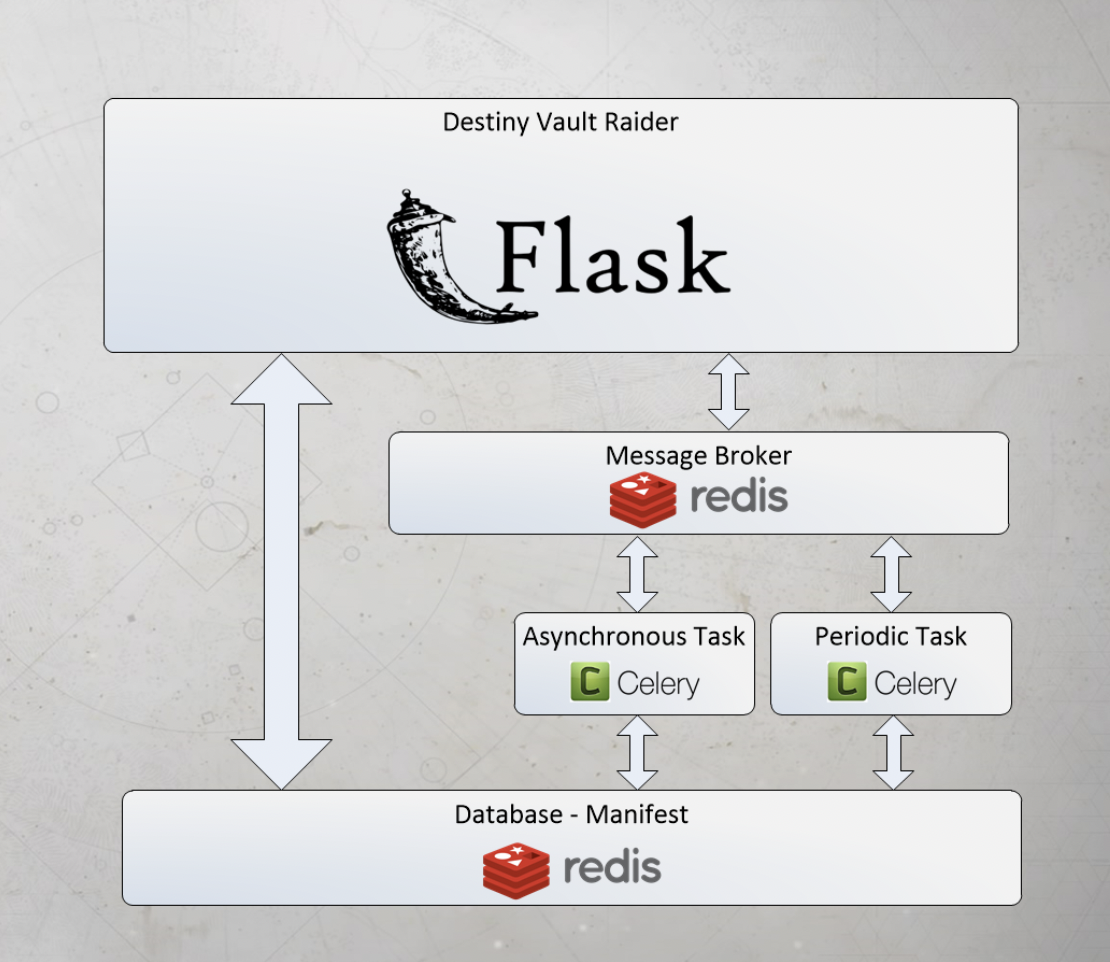 Destiny Vault Raider
Flask
Message Broker
redis
Asynchronous Task
C Celery
Periodic Task
C Celery
Database - Manifest
redis